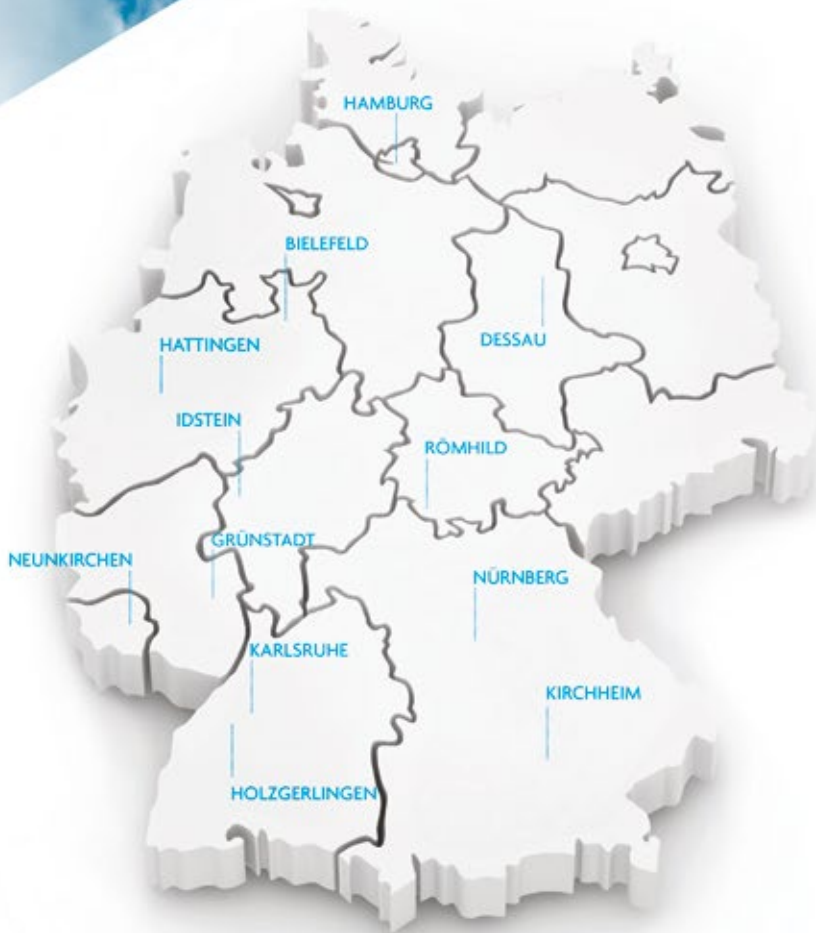 HAMBURG
BIELEFELD
DESSAU
HATTINGEN
IDSTEIN
RÖMHILD
GRÜNSTADT
NEUNKIRCHEN
NÜRNBERG
KARLSRUHE
KIRCHHEIM
HOLZGERLINGEN